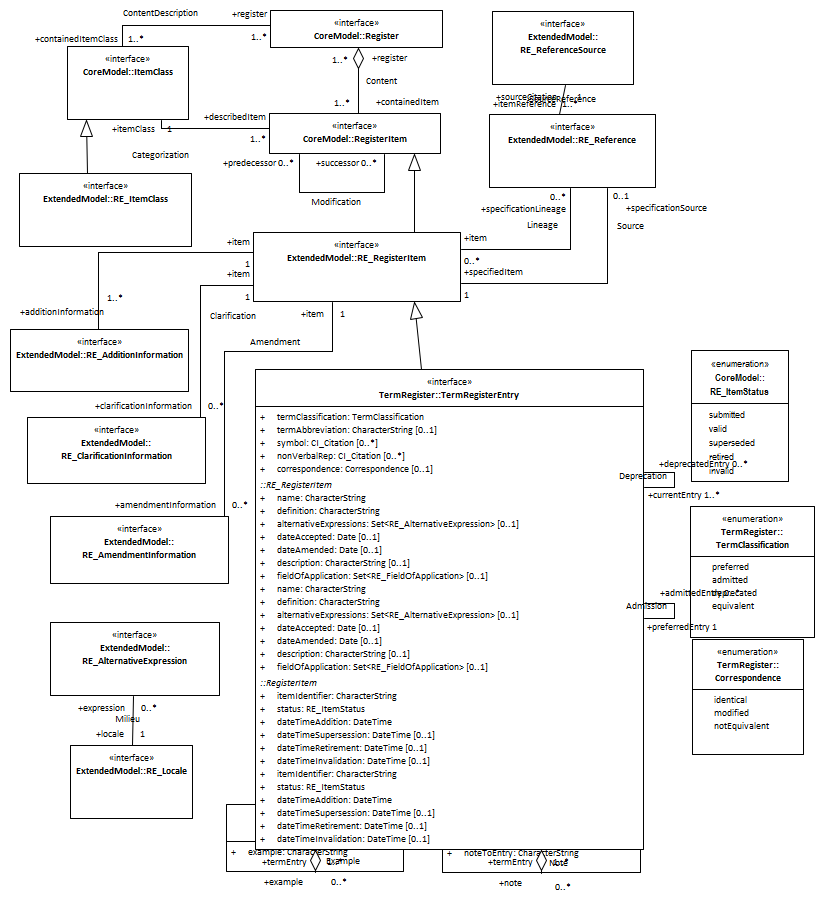 ContentDescription
+register
+containedItemClass
1..*
1..*
«interface»
CoreModel::Register
«interface»
CoreModel::ItemClass
«interface»
ExtendedModel::
RE_ReferenceSource
1..*
+register
Content
1..*
+containedItem
+describedItem
+itemClass
1
1..*
Categorization
«interface»
CoreModel::RegisterItem
+sourceCitation
1
+itemReference
1..*
SourceReference
«interface»
ExtendedModel::RE_Reference
+predecessor 0..*
+successor 0..*
Modification
«interface»
ExtendedModel::RE_ItemClass
0..*
+specificationLineage
Lineage
0..1
+specificationSource
Source
«interface»
ExtendedModel::RE_RegisterItem
+item
1
+item
1
+item
0..*
+specifiedItem
1
1..*
+additionInformation
Clarification
+item
1
Amendment
«interface»
ExtendedModel::RE_AdditionInformation
+clarificationInformation
0..*
«interface»
ExtendedModel::
RE_ClarificationInformation
+amendmentInformation
0..*
«interface»
ExtendedModel::
RE_AmendmentInformation
«interface»
ExtendedModel::
RE_AlternativeExpression
+expression
0..*
Milieu
+locale
1
«interface»
ExtendedModel::RE_Locale
«interface»
TermRegister::TermRegisterEntry
+ termClassification: TermClassification
+ termAbbreviation: CharacterString [0..1]
+ symbol: CI_Citation [0..*]
+ nonVerbalRep: CI_Citation [0..*]
+ correspondence: Correspondence [0..1]
::RE_RegisterItem
+ name: CharacterString
+ definition: CharacterString
+ alternativeExpressions: Set<RE_AlternativeExpression> [0..1]
+ dateAccepted: Date [0..1]
+ dateAmended: Date [0..1]
+ description: CharacterString [0..1]
+ fieldOfApplication: Set<RE_FieldOfApplication> [0..1]
+ name: CharacterString
+ definition: CharacterString
+ alternativeExpressions: Set<RE_AlternativeExpression> [0..1]
+ dateAccepted: Date [0..1]
+ dateAmended: Date [0..1]
+ description: CharacterString [0..1]
+ fieldOfApplication: Set<RE_FieldOfApplication> [0..1]
::RegisterItem
+ itemIdentifier: CharacterString
+ status: RE_ItemStatus
+ dateTimeAddition: DateTime
+ dateTimeSupersession: DateTime [0..1]
+ dateTimeRetirement: DateTime [0..1]
+ dateTimeInvalidation: DateTime [0..1]
+ itemIdentifier: CharacterString
+ status: RE_ItemStatus
+ dateTimeAddition: DateTime
+ dateTimeSupersession: DateTime [0..1]
+ dateTimeRetirement: DateTime [0..1]
+ dateTimeInvalidation: DateTime [0..1]
+ example: CharacterString
+termEntry
Example
+example
0..*
+ noteToEntry: CharacterString
+termEntry
Note
+note
0..*
«enumeration»
CoreModel::
RE_ItemStatus
submitted
valid
superseded
retired
invalid
+deprecatedEntry 0..*
Deprecation
+currentEntry 1..*
«enumeration»
TermRegister::
TermClassification
preferred
admitted
deprecated
equivalent
+admittedEntry 0..*
Admission
+preferredEntry 1
«enumeration»
TermRegister::
Correspondence
identical
modified
notEquivalent